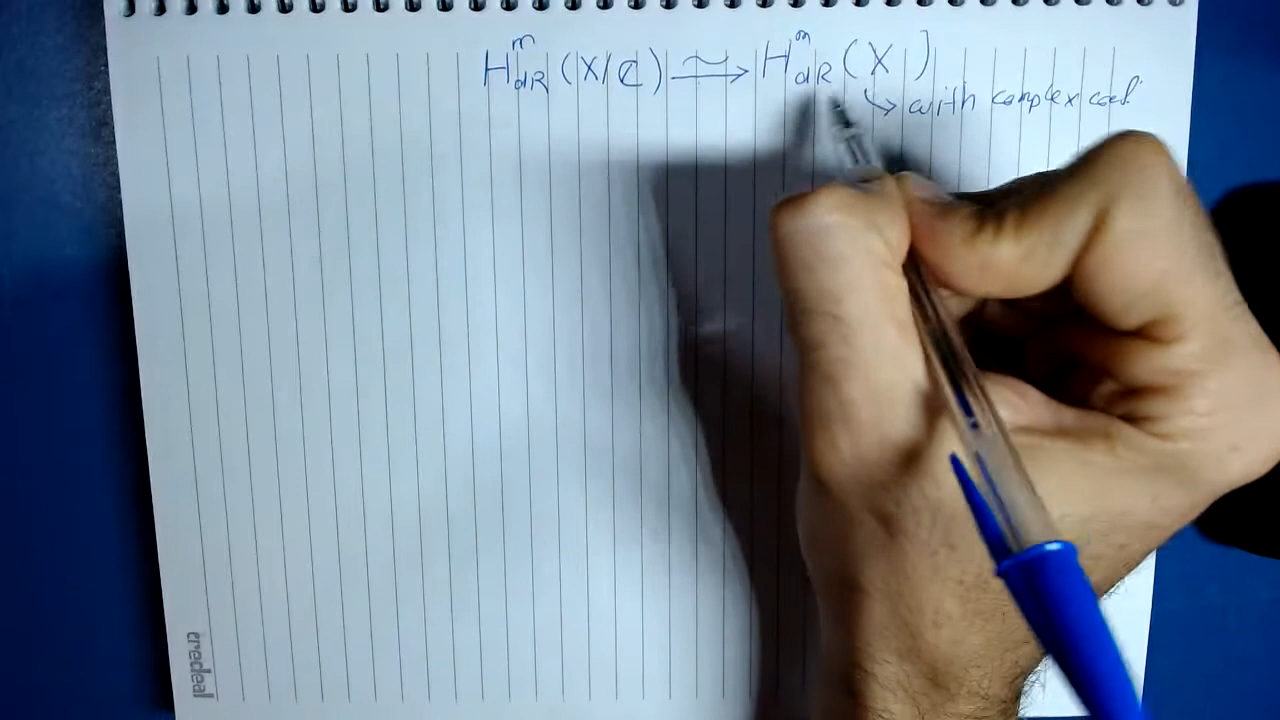 H^m_dR (X/ℂ) ⥲ H^m_dR (X)
↳ with complex coef.
credeal